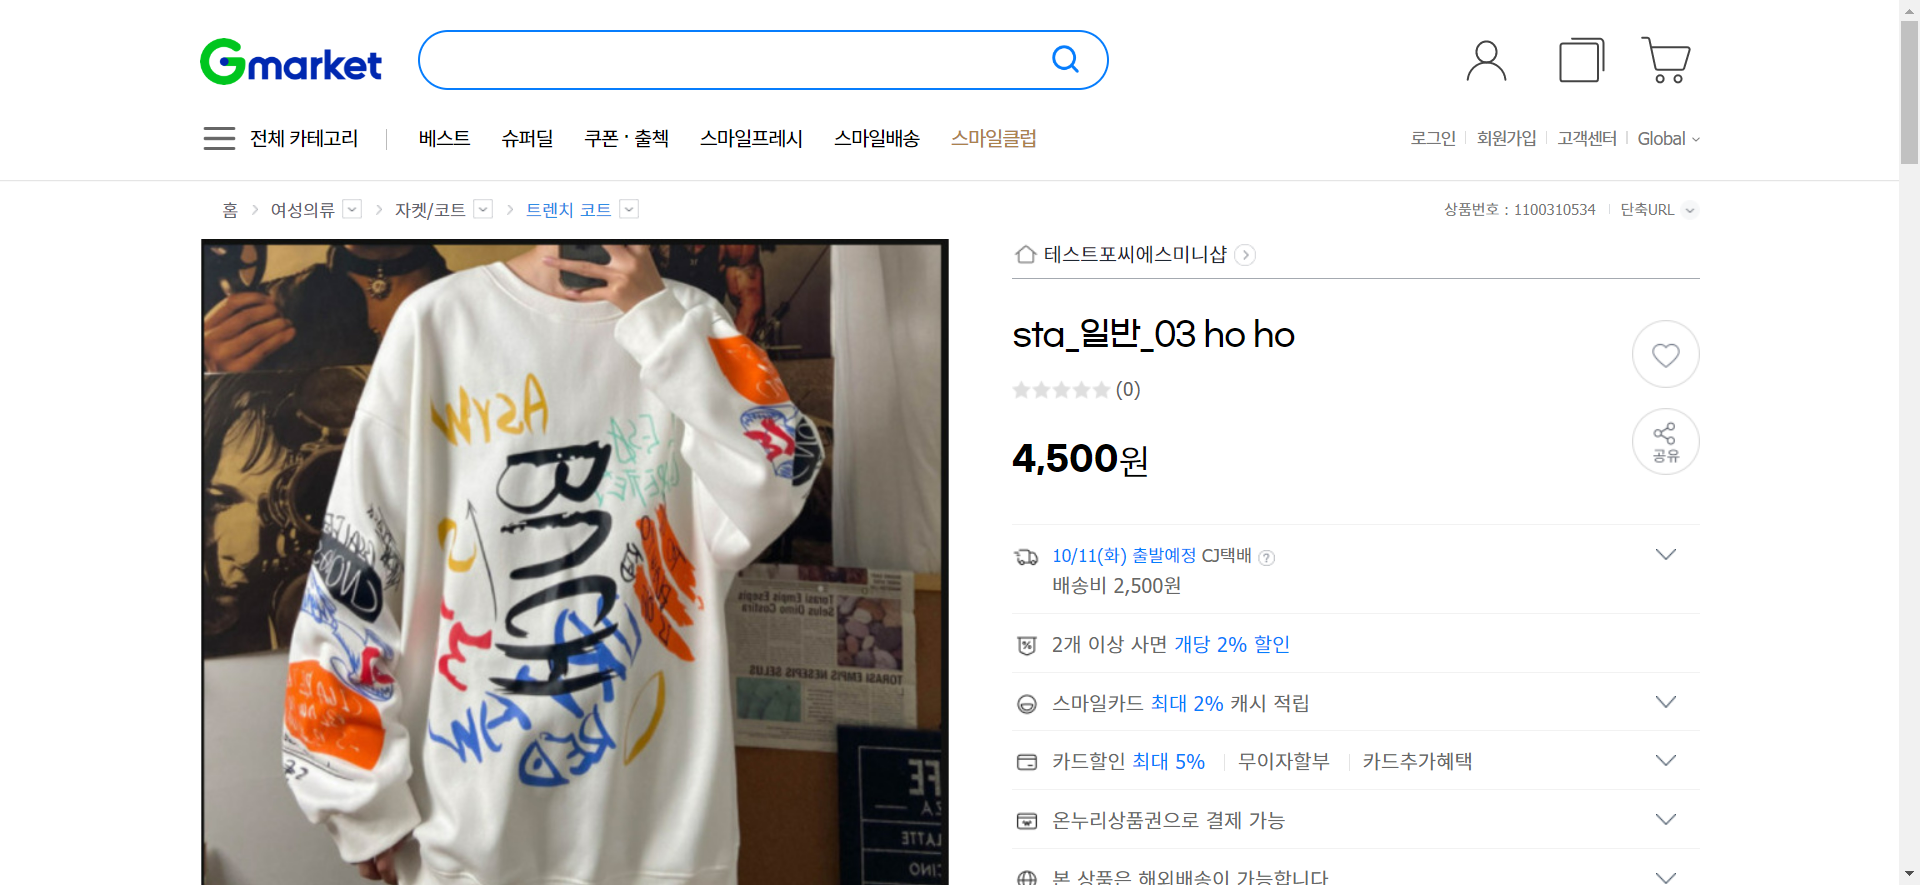 Gmarket
전체 카테고리
베스트
슈퍼딜
쿠폰 · 출첵
스마일프레시
스마일배송
스마일클럽
로그인
회원가입
고객센터
Global
홈
여성의류
자켓/코트
트렌치 코트
상품번호 : 1100310534
단축URL
테스트포씨에스미니샵
sta_일반_03 ho ho
(0)
공유
4,500원
10/11(화) 출발예정 CJ택배 ?
배송비 2,500원
2개 이상 사면 개당 2% 할인
스마일카드 최대 2% 캐시 적립
카드할인 최대 5%
무이자할부
카드추가혜택
온누리상품권으로 결제 가능
본 상품은 해외배송이 가능합니다